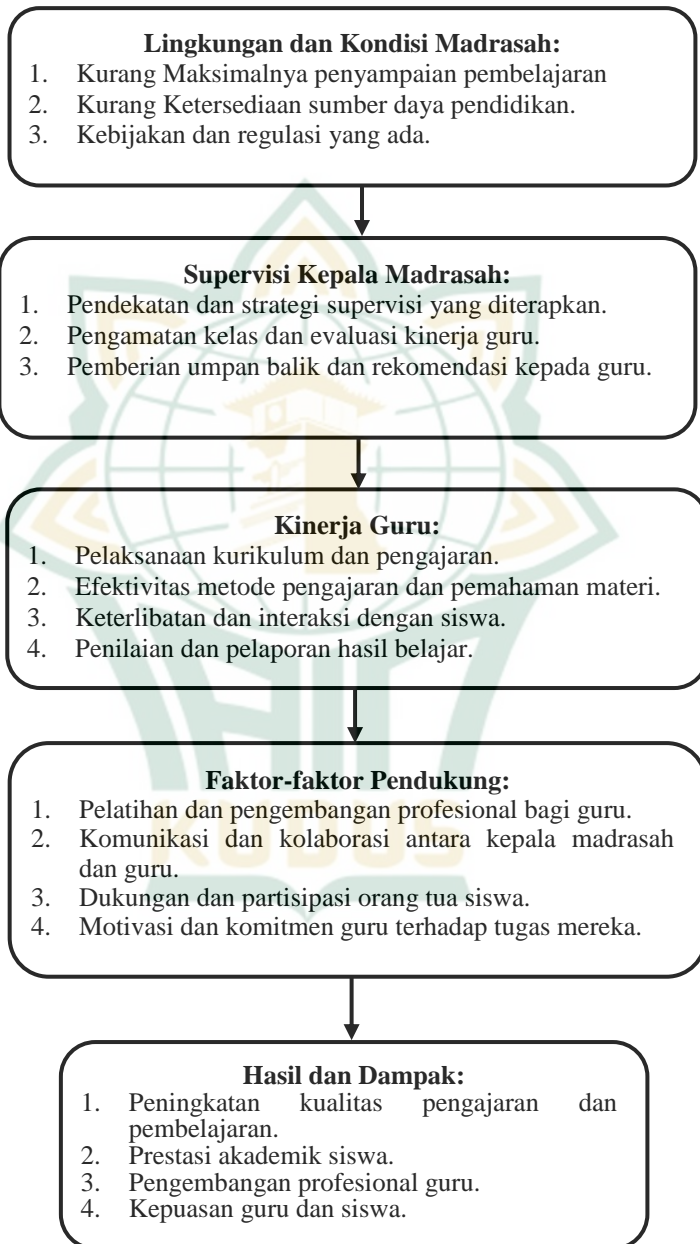 Lingkungan dan Kondisi Madrasah:
1. Kurang Maksimalnya penyampaian pembelajaran
2. Kurang Ketersediaan sumber daya pendidikan.
3. Kebijakan dan regulasi yang ada.
Supervisi Kepala Madrasah:
1. Pendekatan dan strategi supervisi yang diterapkan.
2. Pengamatan kelas dan evaluasi kinerja guru.
3. Pemberian umpan balik dan rekomendasi kepada guru.
Kinerja Guru:
1. Pelaksanaan kurikulum dan pengajaran.
2. Efektivitas metode pengajaran dan pemahaman materi.
3. Keterlibatan dan interaksi dengan siswa.
4. Penilaian dan pelaporan hasil belajar.
Faktor-faktor Pendukung:
1. Pelatihan dan pengembangan profesional bagi guru.
2. Komunikasi dan kolaborasi antara kepala madrasah
dan guru.
3. Dukungan dan partisipasi orang tua siswa.
4. Motivasi dan komitmen guru terhadap tugas mereka.
KUDUS
Hasil dan Dampak:
1. Peningkatan kualitas pengajaran dan
pembelajaran.
2. Prestasi akademik siswa.
3. Pengembangan profesional guru.
4. Kepuasan guru dan siswa.